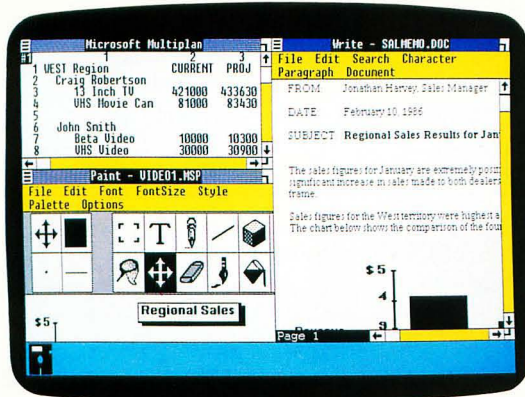 Microsoft Multiplan
#1 1 2 3
1 WEST Region CURRENT PROJ
2 Craig Robertson
3 13 Inch TV 421000 433630
4 VHS Movie Can 81000 83430
5
6 John Smith
7 Beta Video 10000 10300
8 VHS Video 30000 30900
Paint - VIDEO1.MSP
File Edit Font FontSize Style
Palette Options
T
Regional Sales
$5
Write - SALMEMO.DOC
File Edit Search Character
Paragraph Document
FROM Jonathan Harvey, Sales Manager
DATE February 10, 1986
SUBJECT Regional Sales Results for Jan
The sales figures for January are extremely posit
significant increase in sales made to both dealers
frame.
Sales figures for the West territory were highest a
The chart below shows the comparison of the four
$5
4
3
Page 1